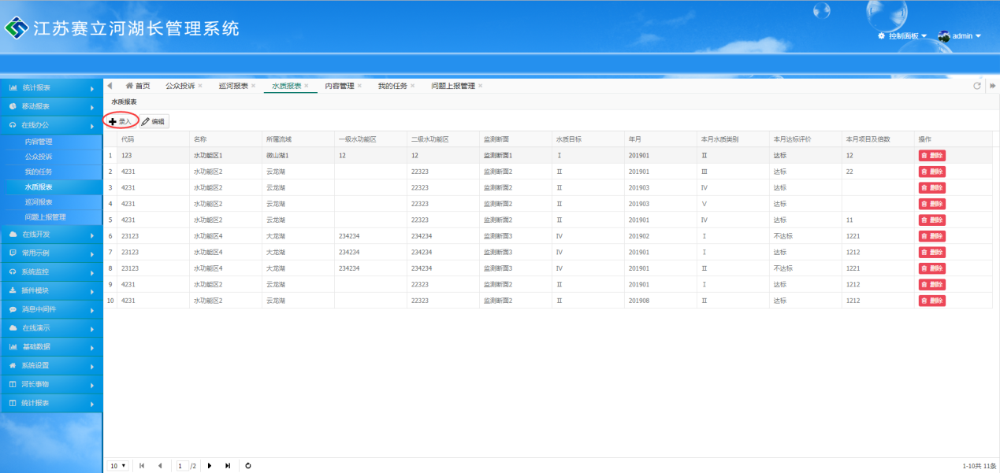 江苏赛立河湖长管理系统
控制面板 admin
首页 公众投诉 × 巡河报表 × 水质报表 × 内容管理 × 我的任务 × 问题上报管理 ×
统计报表
移动报表
在线办公
内容管理
公众投诉
我的任务
水质报表
巡河报表
问题上报管理
在线开发
常用示例
系统监控
插件模块
消息中间件
在线演示
基础数据
系统设置
河长事物
统计报表
水质报表
录入 编辑
代码 名称 所属流域 一级水功能区 二级水功能区 监测断面 水质目标 年月 本月水质类别 本月达标评价 本月项目及倍数 操作
1 123 水功能区1 微山湖1 12 12 监测断面1 Ⅰ 201901 Ⅱ 达标 12 删除
2 4231 水功能区2 云龙湖 22323 监测断面2 Ⅱ 201901 Ⅲ 达标 22 删除
3 4231 水功能区2 云龙湖 22323 监测断面2 Ⅱ 201903 Ⅳ 达标 删除
4 4231 水功能区2 云龙湖 22323 监测断面2 Ⅱ 201903 Ⅴ 达标 删除
5 4231 水功能区2 云龙湖 22323 监测断面2 Ⅱ 201901 Ⅳ 达标 11 删除
6 23123 水功能区4 大龙湖 234234 234234 监测断面3 Ⅳ 201902 Ⅰ 不达标 1221 删除
7 23123 水功能区4 大龙湖 234234 234234 监测断面3 Ⅳ 201901 Ⅰ 达标 1212 删除
8 23123 水功能区4 大龙湖 234234 234234 监测断面3 Ⅳ 201901 Ⅱ 不达标 1221 删除
9 4231 水功能区2 云龙湖 22323 监测断面2 Ⅱ 201901 Ⅰ 达标 1212 删除
10 4231 水功能区2 云龙湖 22323 监测断面2 Ⅱ 201908 Ⅱ 达标 1212 删除
10 1 /2 1-10共 11条